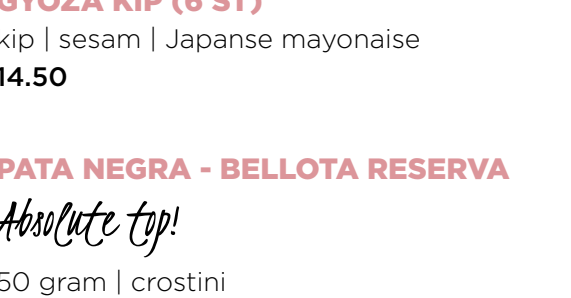 GYOZA KIP (6 ST)
kip | sesam | Japanse mayonaise
14.50
PATA NEGRA - BELLOTA RESERVA
Absolute top!
50 gram | crostini